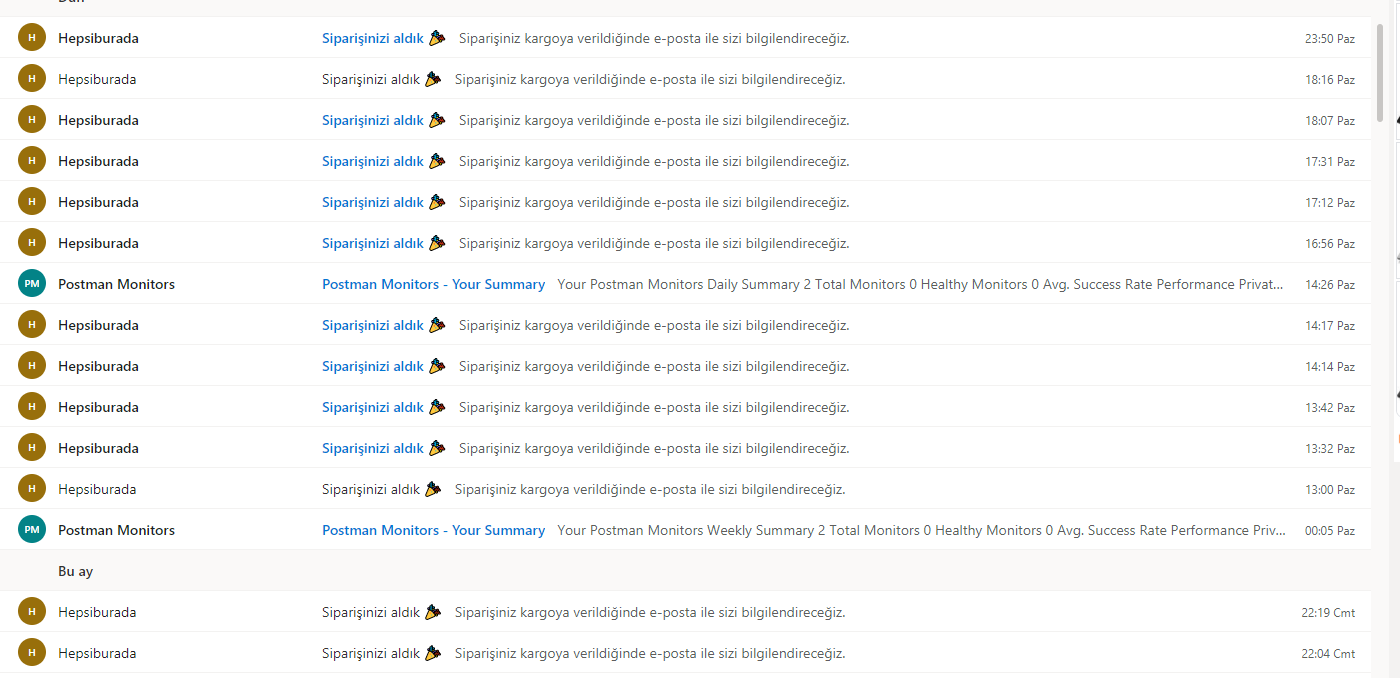 H Hepsiburada Siparişinizi aldık 🎉 Siparişiniz kargoya verildiğinde e-posta ile sizi bilgilendireceğiz. 23:50 Paz
H Hepsiburada Siparişinizi aldık 🎉 Siparişiniz kargoya verildiğinde e-posta ile sizi bilgilendireceğiz. 18:16 Paz
H Hepsiburada Siparişinizi aldık 🎉 Siparişiniz kargoya verildiğinde e-posta ile sizi bilgilendireceğiz. 18:07 Paz
H Hepsiburada Siparişinizi aldık 🎉 Siparişiniz kargoya verildiğinde e-posta ile sizi bilgilendireceğiz. 17:31 Paz
H Hepsiburada Siparişinizi aldık 🎉 Siparişiniz kargoya verildiğinde e-posta ile sizi bilgilendireceğiz. 17:12 Paz
H Hepsiburada Siparişinizi aldık 🎉 Siparişiniz kargoya verildiğinde e-posta ile sizi bilgilendireceğiz. 16:56 Paz
PM Postman Monitors Postman Monitors - Your Summary Your Postman Monitors Daily Summary 2 Total Monitors 0 Healthy Monitors 0 Avg. Success Rate Performance Privat... 14:26 Paz
H Hepsiburada Siparişinizi aldık 🎉 Siparişiniz kargoya verildiğinde e-posta ile sizi bilgilendireceğiz. 14:17 Paz
H Hepsiburada Siparişinizi aldık 🎉 Siparişiniz kargoya verildiğinde e-posta ile sizi bilgilendireceğiz. 14:14 Paz
H Hepsiburada Siparişinizi aldık 🎉 Siparişiniz kargoya verildiğinde e-posta ile sizi bilgilendireceğiz. 13:42 Paz
H Hepsiburada Siparişinizi aldık 🎉 Siparişiniz kargoya verildiğinde e-posta ile sizi bilgilendireceğiz. 13:32 Paz
H Hepsiburada Siparişinizi aldık 🎉 Siparişiniz kargoya verildiğinde e-posta ile sizi bilgilendireceğiz. 13:00 Paz
PM Postman Monitors Postman Monitors - Your Summary Your Postman Monitors Weekly Summary 2 Total Monitors 0 Healthy Monitors 0 Avg. Success Rate Performance Priv... 00:05 Paz
Bu ay
H Hepsiburada Siparişinizi aldık 🎉 Siparişiniz kargoya verildiğinde e-posta ile sizi bilgilendireceğiz. 22:19 Cmt
H Hepsiburada Siparişinizi aldık 🎉 Siparişiniz kargoya verildiğinde e-posta ile sizi bilgilendireceğiz. 22:04 Cmt